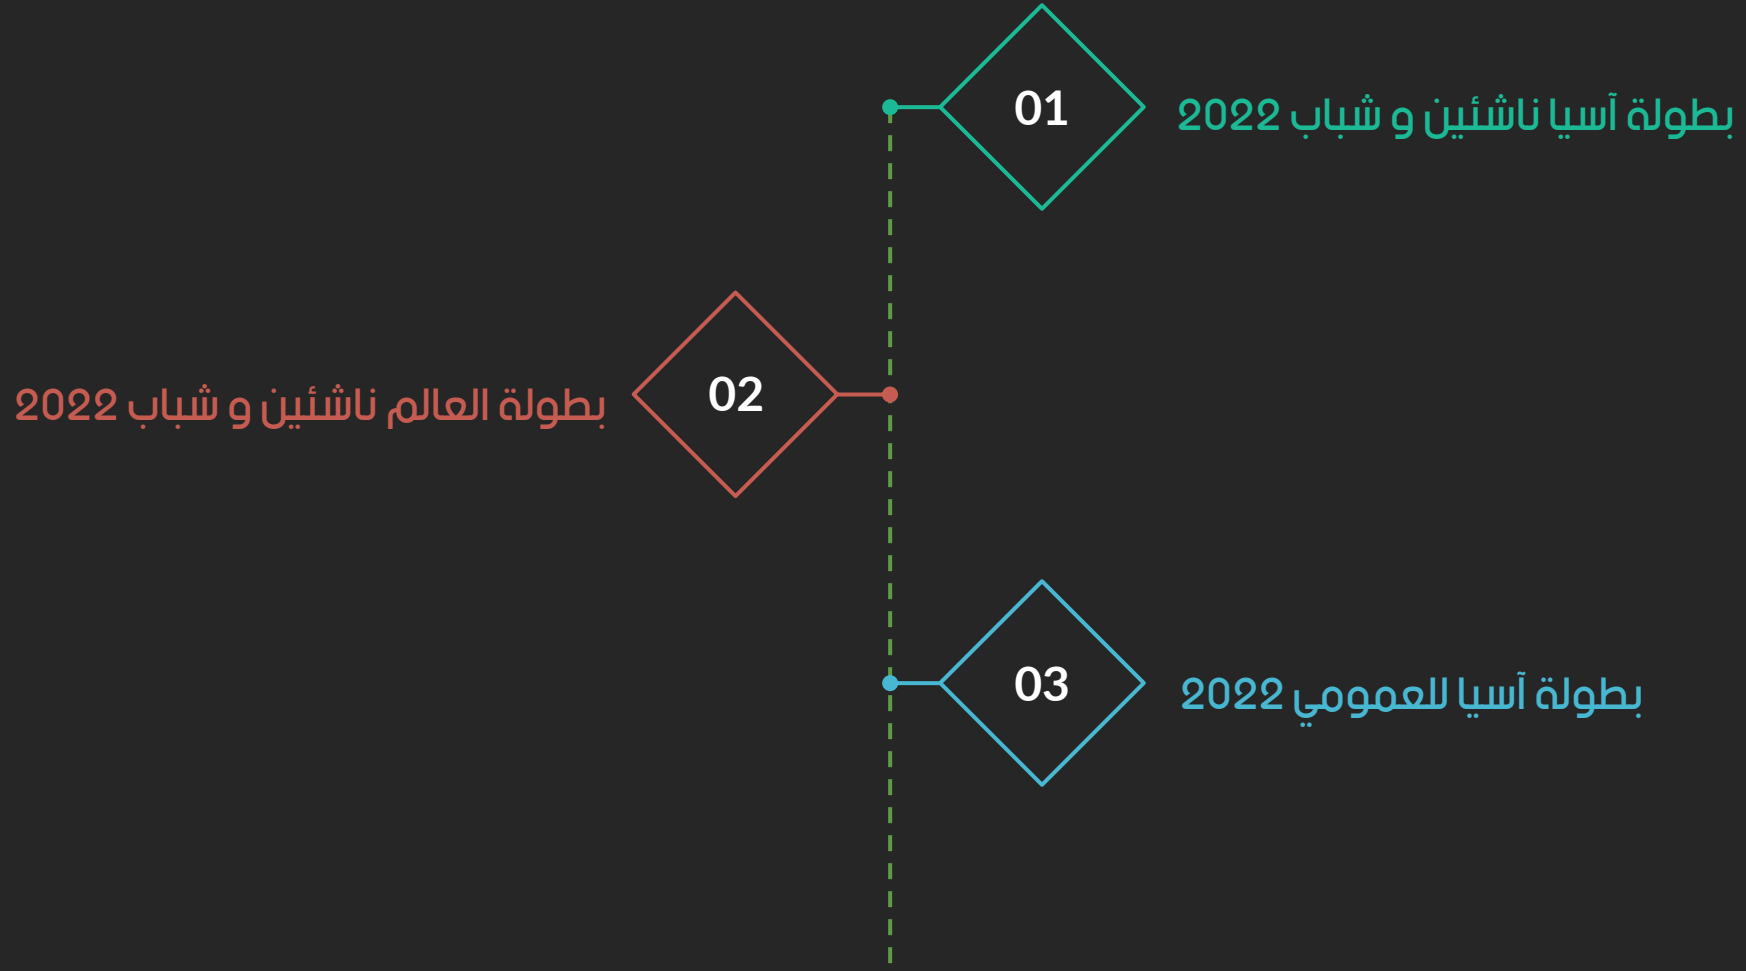 01
بطولة آسيا ناشئين و شباب 2022
02
بطولة العالم ناشئين و شباب 2022
03
بطولة آسيا للعمومي 2022